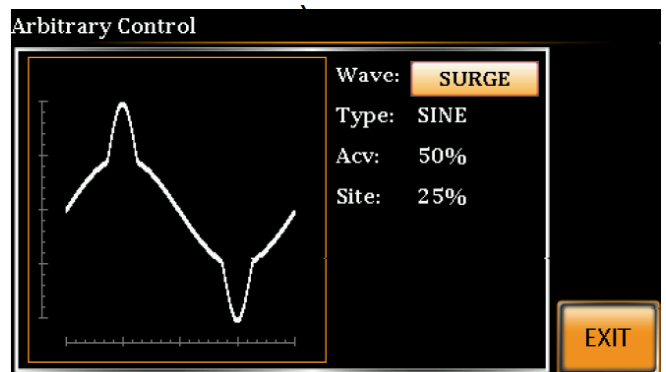 Arbitrary Control
Wave: SURGE
Type: SINE
Acv: 50%
Site: 25%
EXIT